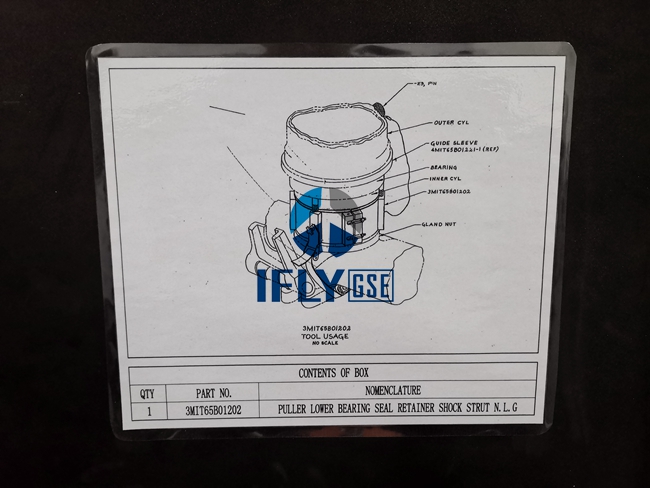 -23, PIN
OUTER CYL
GUIDE SLEEVE
4MIT65B01221-1 (REF)
BEARING
INNER CYL
3MIT65B01202
GLAND NUT
IFLY GSE
3MIT65B01202
TOOL USAGE
NO SCALE
CONTENTS OF BOX
QTY PART NO. NOMENCLATURE
1 3MIT65B01202 PULLER LOWER BEARING SEAL RETAINER SHOCK STRUT N.L.G